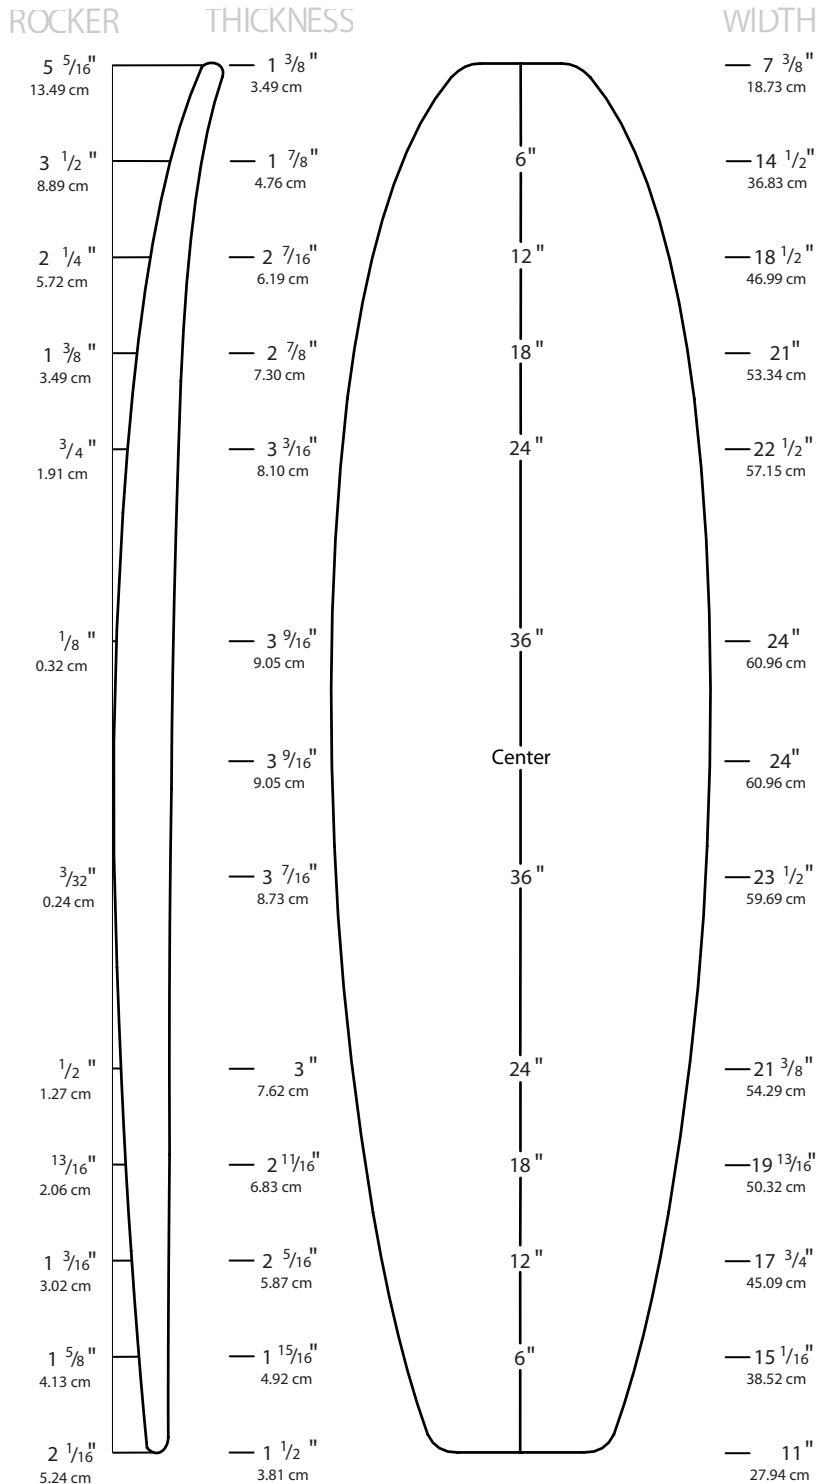 ROCKER THICKNESS WIDTH
5 5/16" 1 3/8" 7 3/8"
13.49 cm 3.49 cm 18.73 cm
3 1/2" 1 7/8" 6" 14 1/2"
8.89 cm 4.76 cm 36.83 cm
2 1/4" 2 7/16" 12" 18 1/2"
5.72 cm 6.19 cm 46.99 cm
1 3/8" 2 7/8" 18" 21"
3.49 cm 7.30 cm 53.34 cm
3/4" 3 3/16" 24" 22 1/2"
1.91 cm 8.10 cm 57.15 cm
1/8" 3 9/16" 36" 24"
0.32 cm 9.05 cm 60.96 cm
3 9/16" Center 24"
9.05 cm 60.96 cm
3/32" 3 7/16" 36" 23 1/2"
0.24 cm 8.73 cm 59.69 cm
1/2" 3" 24" 21 3/8"
1.27 cm 7.62 cm 54.29 cm
13/16" 2 11/16" 18" 19 13/16"
2.06 cm 6.83 cm 50.32 cm
1 3/16" 2 5/16" 12" 17 3/4"
3.02 cm 5.87 cm 45.09 cm
1 5/8" 1 15/16" 6" 15 1/16"
4.13 cm 4.92 cm 38.52 cm
2 1/16" 1 1/2" 11"
5.24 cm 3.81 cm 27.94 cm